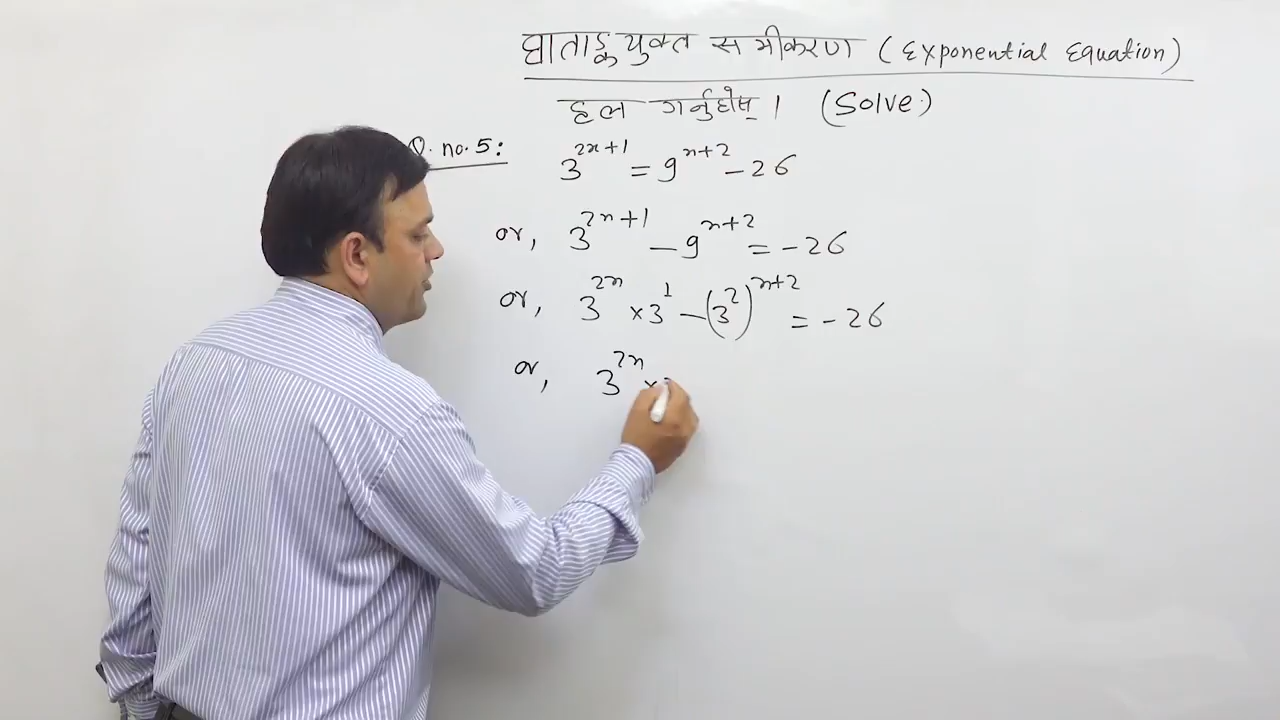 घाताङ्कयुक्त समीकरण (Exponential Equation)
हल गर्नुहोस् । (Solve)
Q. no. 5: 3^{2x+1} = 9^{x+2} - 26
or, 3^{2x+1} - 9^{x+2} = -26
or, 3^{2x} × 3^1 - (3^2)^{x+2} = -26
or, 3^{2x} ×